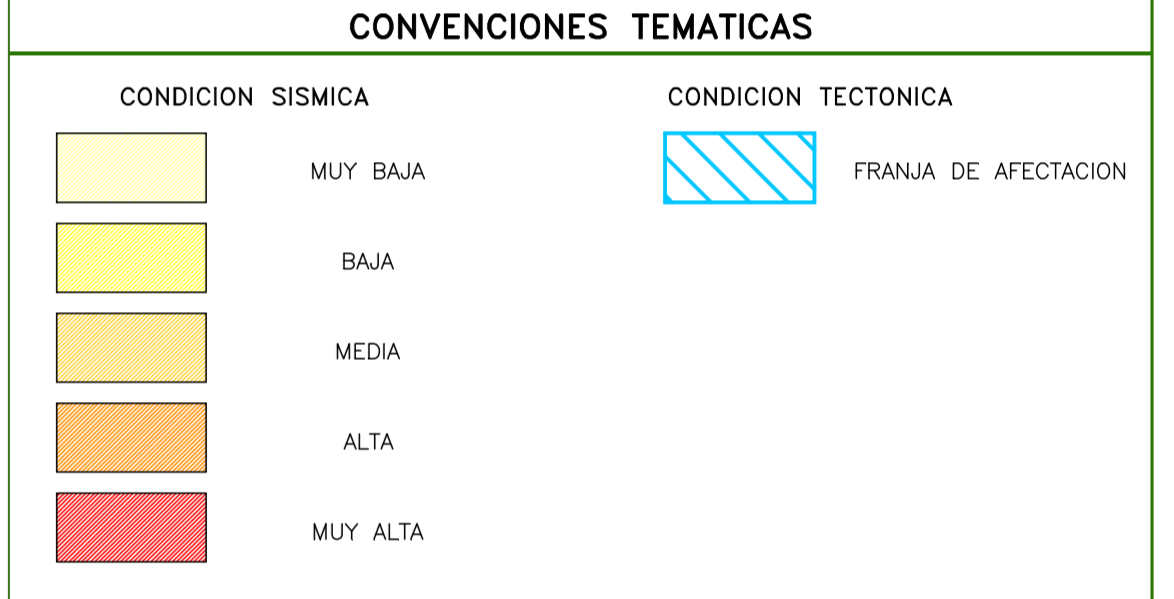 CONVENCIONES TEMATICAS
CONDICION SISMICA
MUY BAJA
BAJA
MEDIA
ALTA
MUY ALTA
CONDICION TECTONICA
FRANJA DE AFECTACION